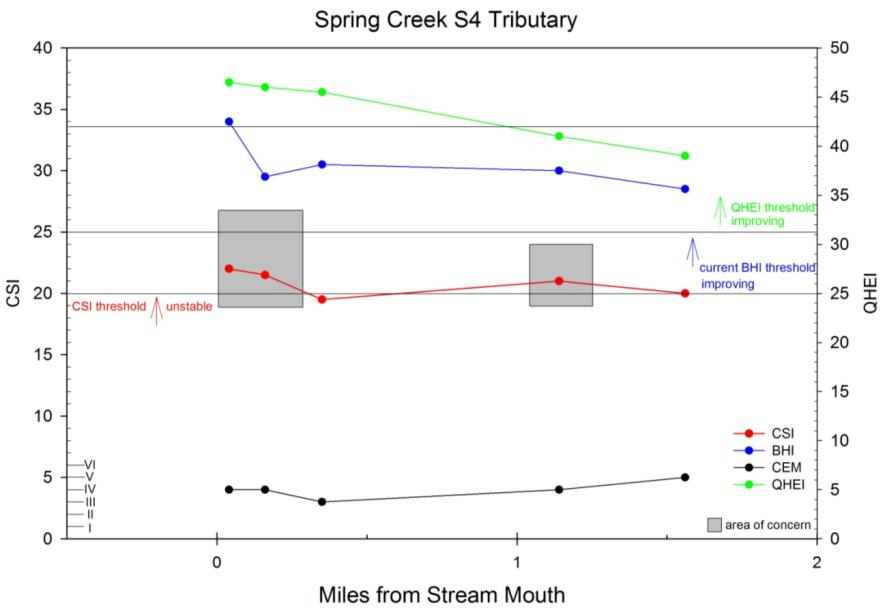 Spring Creek S4 Tributary
40
35
30
25
20
15
10
5
0
CSI
50
45
40
35
30
25
20
15
10
5
0
QHEI
QHEI threshold
improving
current BHI threshold
improving
CSI threshold unstable
VI
V
IV
III
II
I
CSI
BHI
CEM
QHEI
area of concern
0 1 2
Miles from Stream Mouth